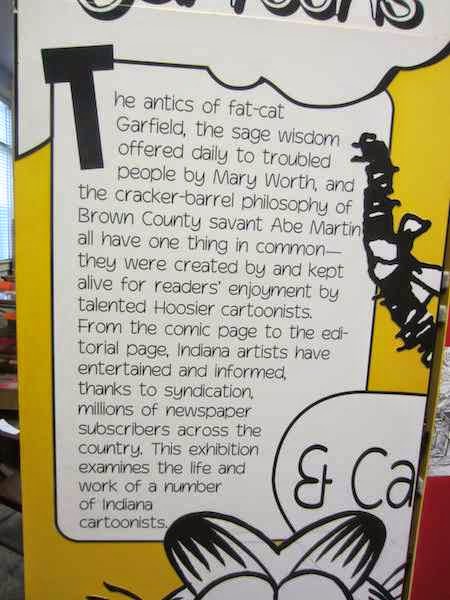 Cartoons
The antics of fat-cat
Garfield, the sage wisdom
offered daily to troubled
people by Mary Worth, and
the cracker-barrel philosophy of
Brown County savant Abe Martin
all have one thing in common—
they were created by and kept
alive for readers' enjoyment by
talented Hoosier cartoonists.
From the comic page to the edi-
torial page, Indiana artists have
entertained and informed,
thanks to syndication,
millions of newspaper
subscribers across the
country. This exhibition
examines the life and
work of a number
of Indiana
cartoonists.
& Ca